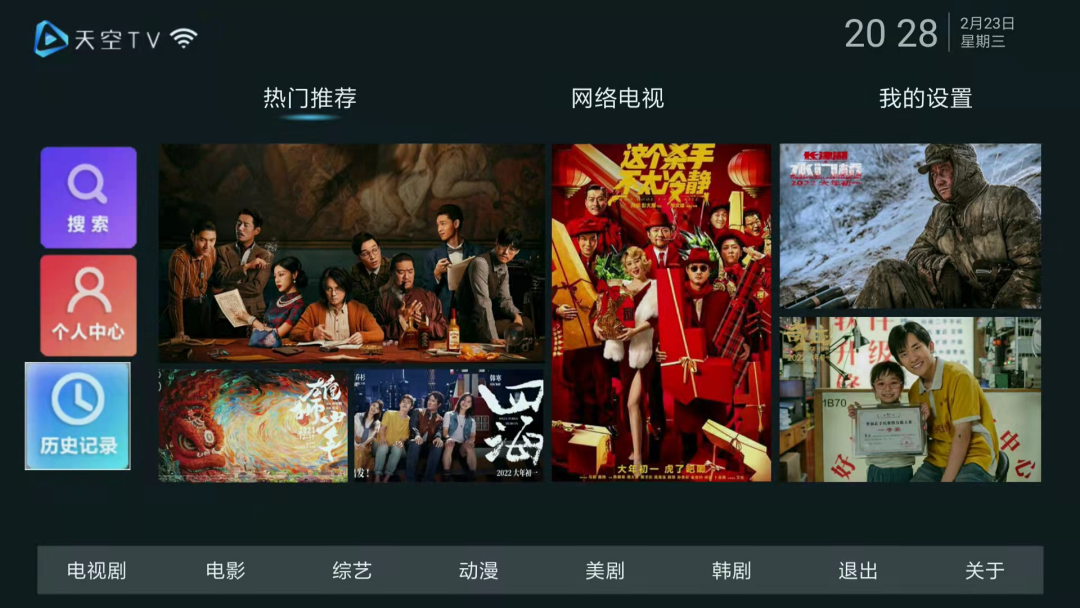 天空TV
20 28
2月23日
星期三
热门推荐
网络电视
我的设置
搜索
个人中心
历史记录
这个杀手
不太冷静
大年初一 虎了吧唧
长津湖
水门桥
雄狮少年
韩寒
四海
2022 大年初一
1B70
电视剧
电影
综艺
动漫
美剧
韩剧
退出
关于